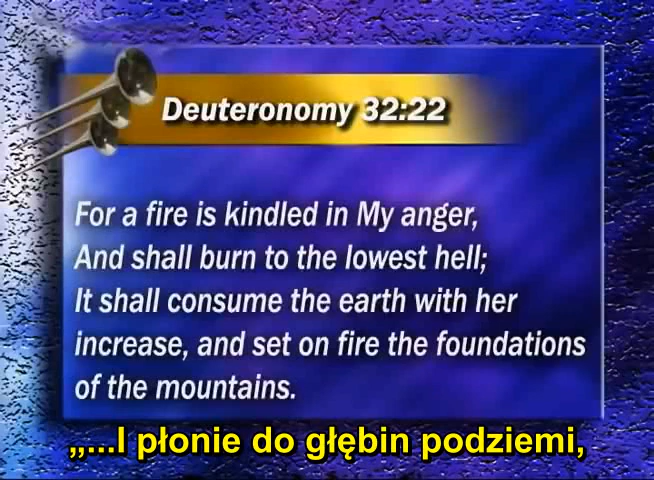 Deuteronomy 32:22
For a fire is kindled in My anger,
And shall burn to the lowest hell;
It shall consume the earth with her
increase, and set on fire the foundations
of the mountains.
„...I płonie do głębin podziemi,